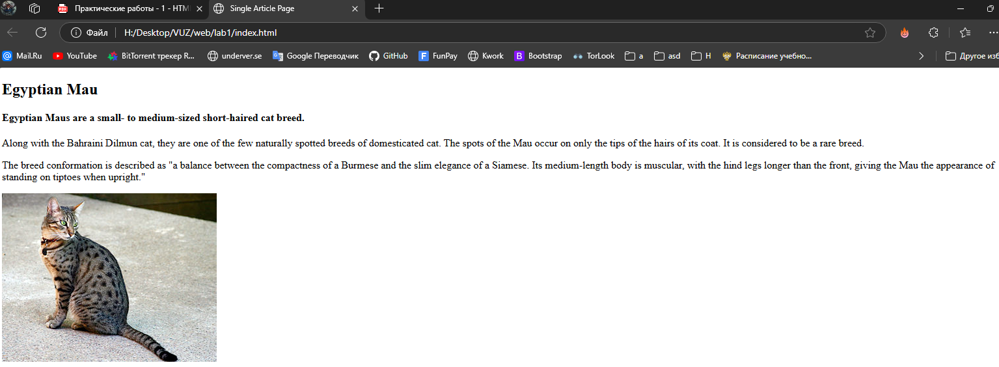 Практические работы - 1 - HTM
Single Article Page
Файл
H:/Desktop/VUZ/web/lab1/index.html
Mail.Ru
YouTube
BitTorrent трекер R...
underver.se
Google Переводчик
GitHub
FunPay
Kwork
Bootstrap
TorLook
a
asd
H
Расписание учебно...
Другое изб
Egyptian Mau
Egyptian Maus are a small- to medium-sized short-haired cat breed.
Along with the Bahraini Dilmun cat, they are one of the few naturally spotted breeds of domesticated cat. The spots of the Mau occur on only the tips of the hairs of its coat. It is considered to be a rare breed.
The breed conformation is described as "a balance between the compactness of a Burmese and the slim elegance of a Siamese. Its medium-length body is muscular, with the hind legs longer than the front, giving the Mau the appearance of
standing on tiptoes when upright."